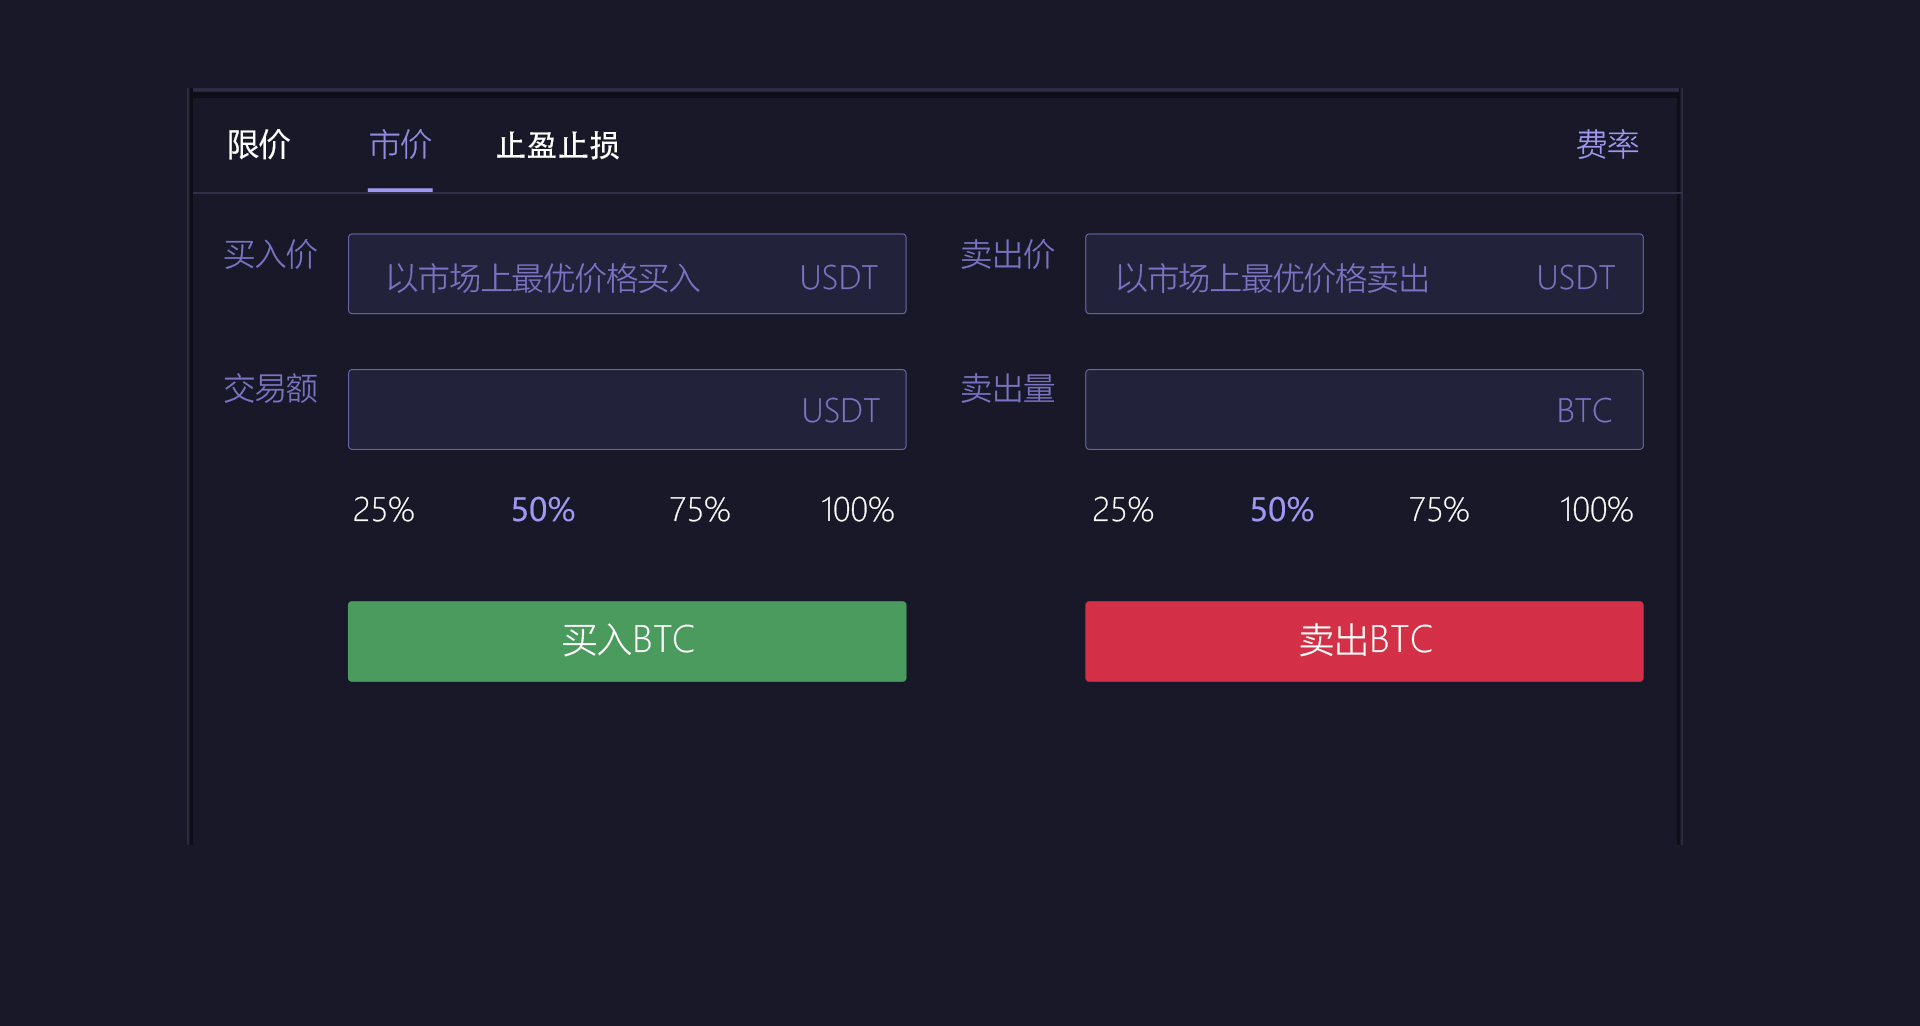 限价 市价 止盈止损 费率
买入价 以市场上最优价格买入 USDT 卖出价 以市场上最优价格卖出 USDT
交易额 USDT 卖出量 BTC
25% 50% 75% 100% 25% 50% 75% 100%
买入BTC 卖出BTC